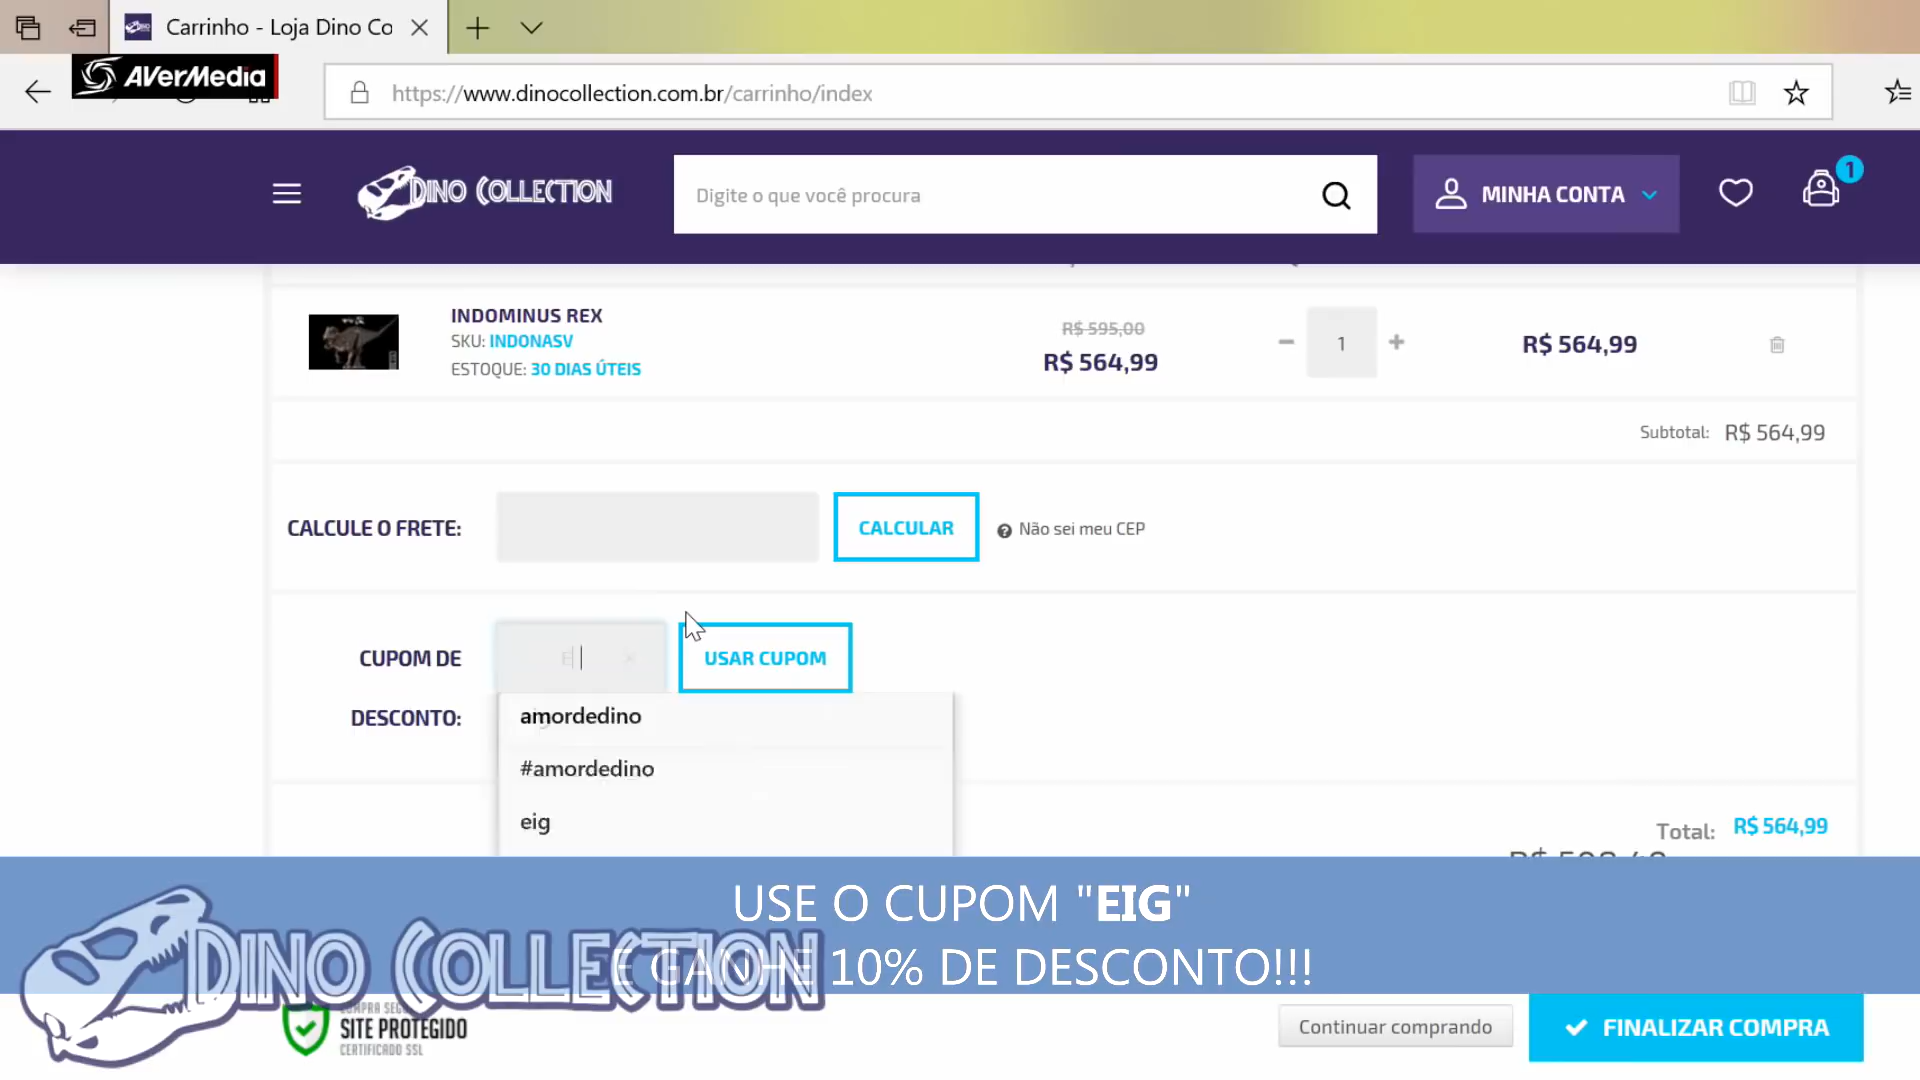 Carrinho - Loja Dino Co
AVerMedia
https://www.dinocollection.com.br/carrinho/index
DINO COLLECTION
Digite o que você procura
MINHA CONTA
1
INDOMINUS REX
SKU: INDONASV
ESTOQUE: 30 DIAS ÚTEIS
R$ 595,00
R$ 564,99
1
R$ 564,99
Subtotal: R$ 564,99
CALCULE O FRETE:
CALCULAR
Não sei meu CEP
CUPOM DE
DESCONTO:
E
USAR CUPOM
amordedino
#amordedino
eig
Total: R$ 564,99
USE O CUPOM "EIG"
E GANHE 10% DE DESCONTO!!!
DINO COLLECTION
COMPRA SEG
SITE PROTEGIDO
CERTIFICADO SSL
Continuar comprando
FINALIZAR COMPRA